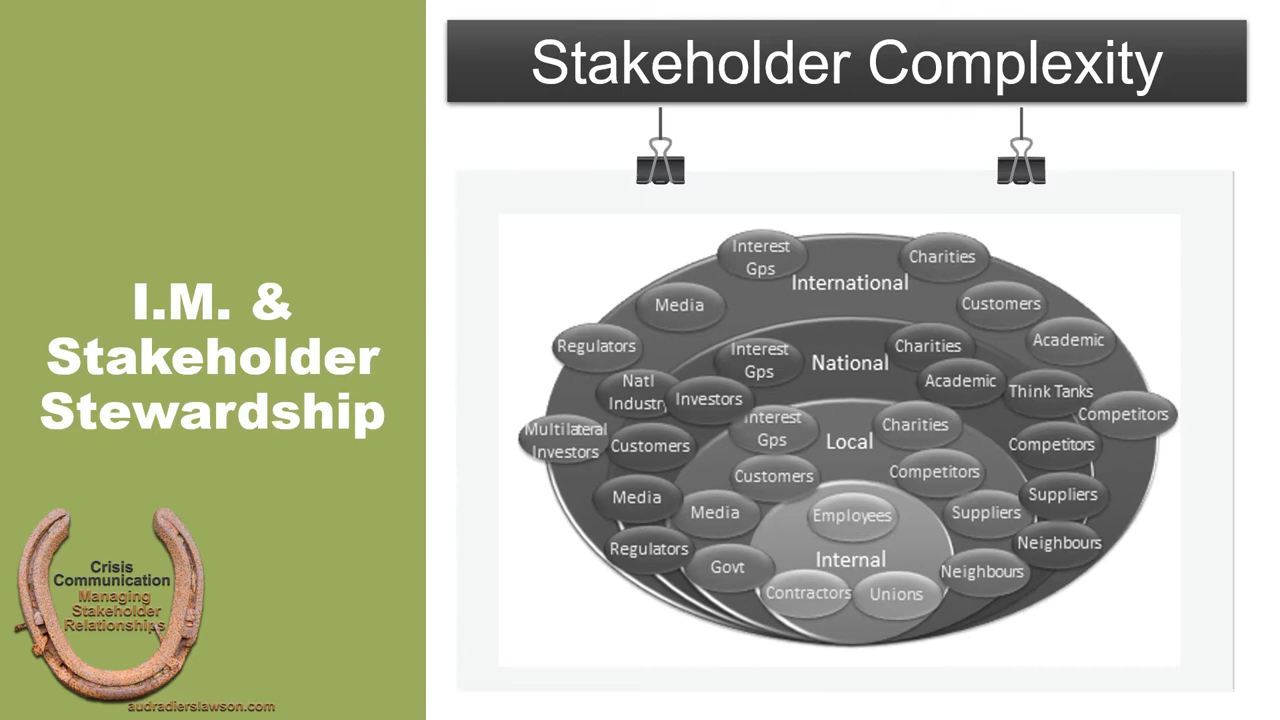 Stakeholder Complexity
I.M. &
Stakeholder
Stewardship
Crisis
Communication
Managing
Stakeholder
Relationships
audradierslawson.com
Interest
Gps
Charities
International
Media
Customers
Regulators
Academic
Interest
Gps
Charities
National
Natl
Industry
Investors
Academic
Think Tanks
Competitors
Multilateral
Investors
Customers
Interest
Gps
Charities
Local
Competitors
Customers
Competitors
Media
Media
Suppliers
Suppliers
Employees
Regulators
Govt
Internal
Neighbours
Neighbours
Contractors
Unions